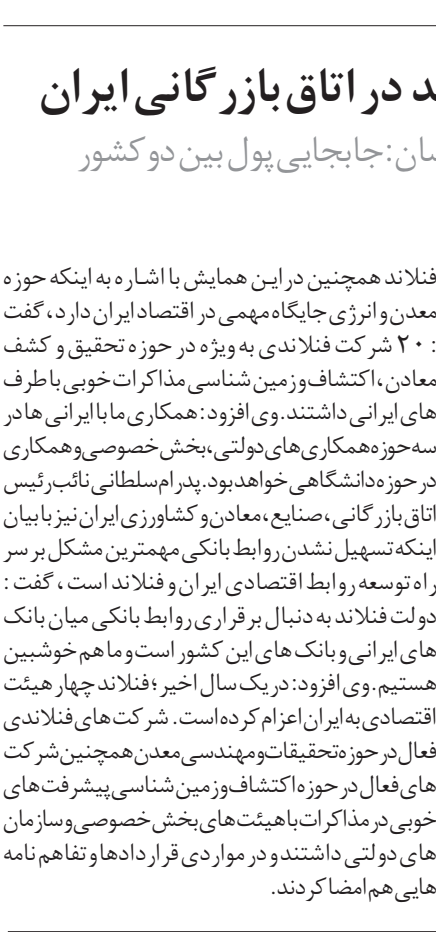 در اتاق بازرگانی ایران
جابجایی پول بین دو کشور
فنلاند همچنین در این همایش با اشاره به اینکه حوزه
معدن و انرژی جایگاه مهمی در اقتصاد ایران دارد، گفت
: ۲۰ شرکت فنلاندی به ویژه در حوزه تحقیق و کشف
معادن، اکتشاف و زمین شناسی مذاکرات خوبی با طرف
های ایرانی داشتند. وی افزود: همکاری ما با ایرانی ها در
سه حوزه همکاری های دولتی، بخش خصوصی و همکاری
در حوزه دانشگاهی خواهد بود. پدرام سلطانی نائب رئیس
اتاق بازرگانی، صنایع، معادن و کشاورزی ایران نیز با بیان
اینکه تسهیل نشدن روابط بانکی مهمترین مشکل بر سر
راه توسعه روابط اقتصادی ایران و فنلاند است، گفت :
دولت فنلاند به دنبال برقراری روابط بانکی میان بانک
های ایرانی و بانک های این کشور است و ما هم خوشبین
هستیم. وی افزود: در یک سال اخیر؛ فنلاند چهار هیئت
اقتصادی به ایران اعزام کرده است. شرکت های فنلاندی
فعال در حوزه تحقیقات و مهندسی معدن همچنین شرکت
های فعال در حوزه اکتشاف و زمین شناسی پیشرفت های
خوبی در مذاکرات با هیئت های بخش خصوصی و سازمان
های دولتی داشتند و در مواردی قراردادها و تفاهم نامه
هایی هم امضا کردند.